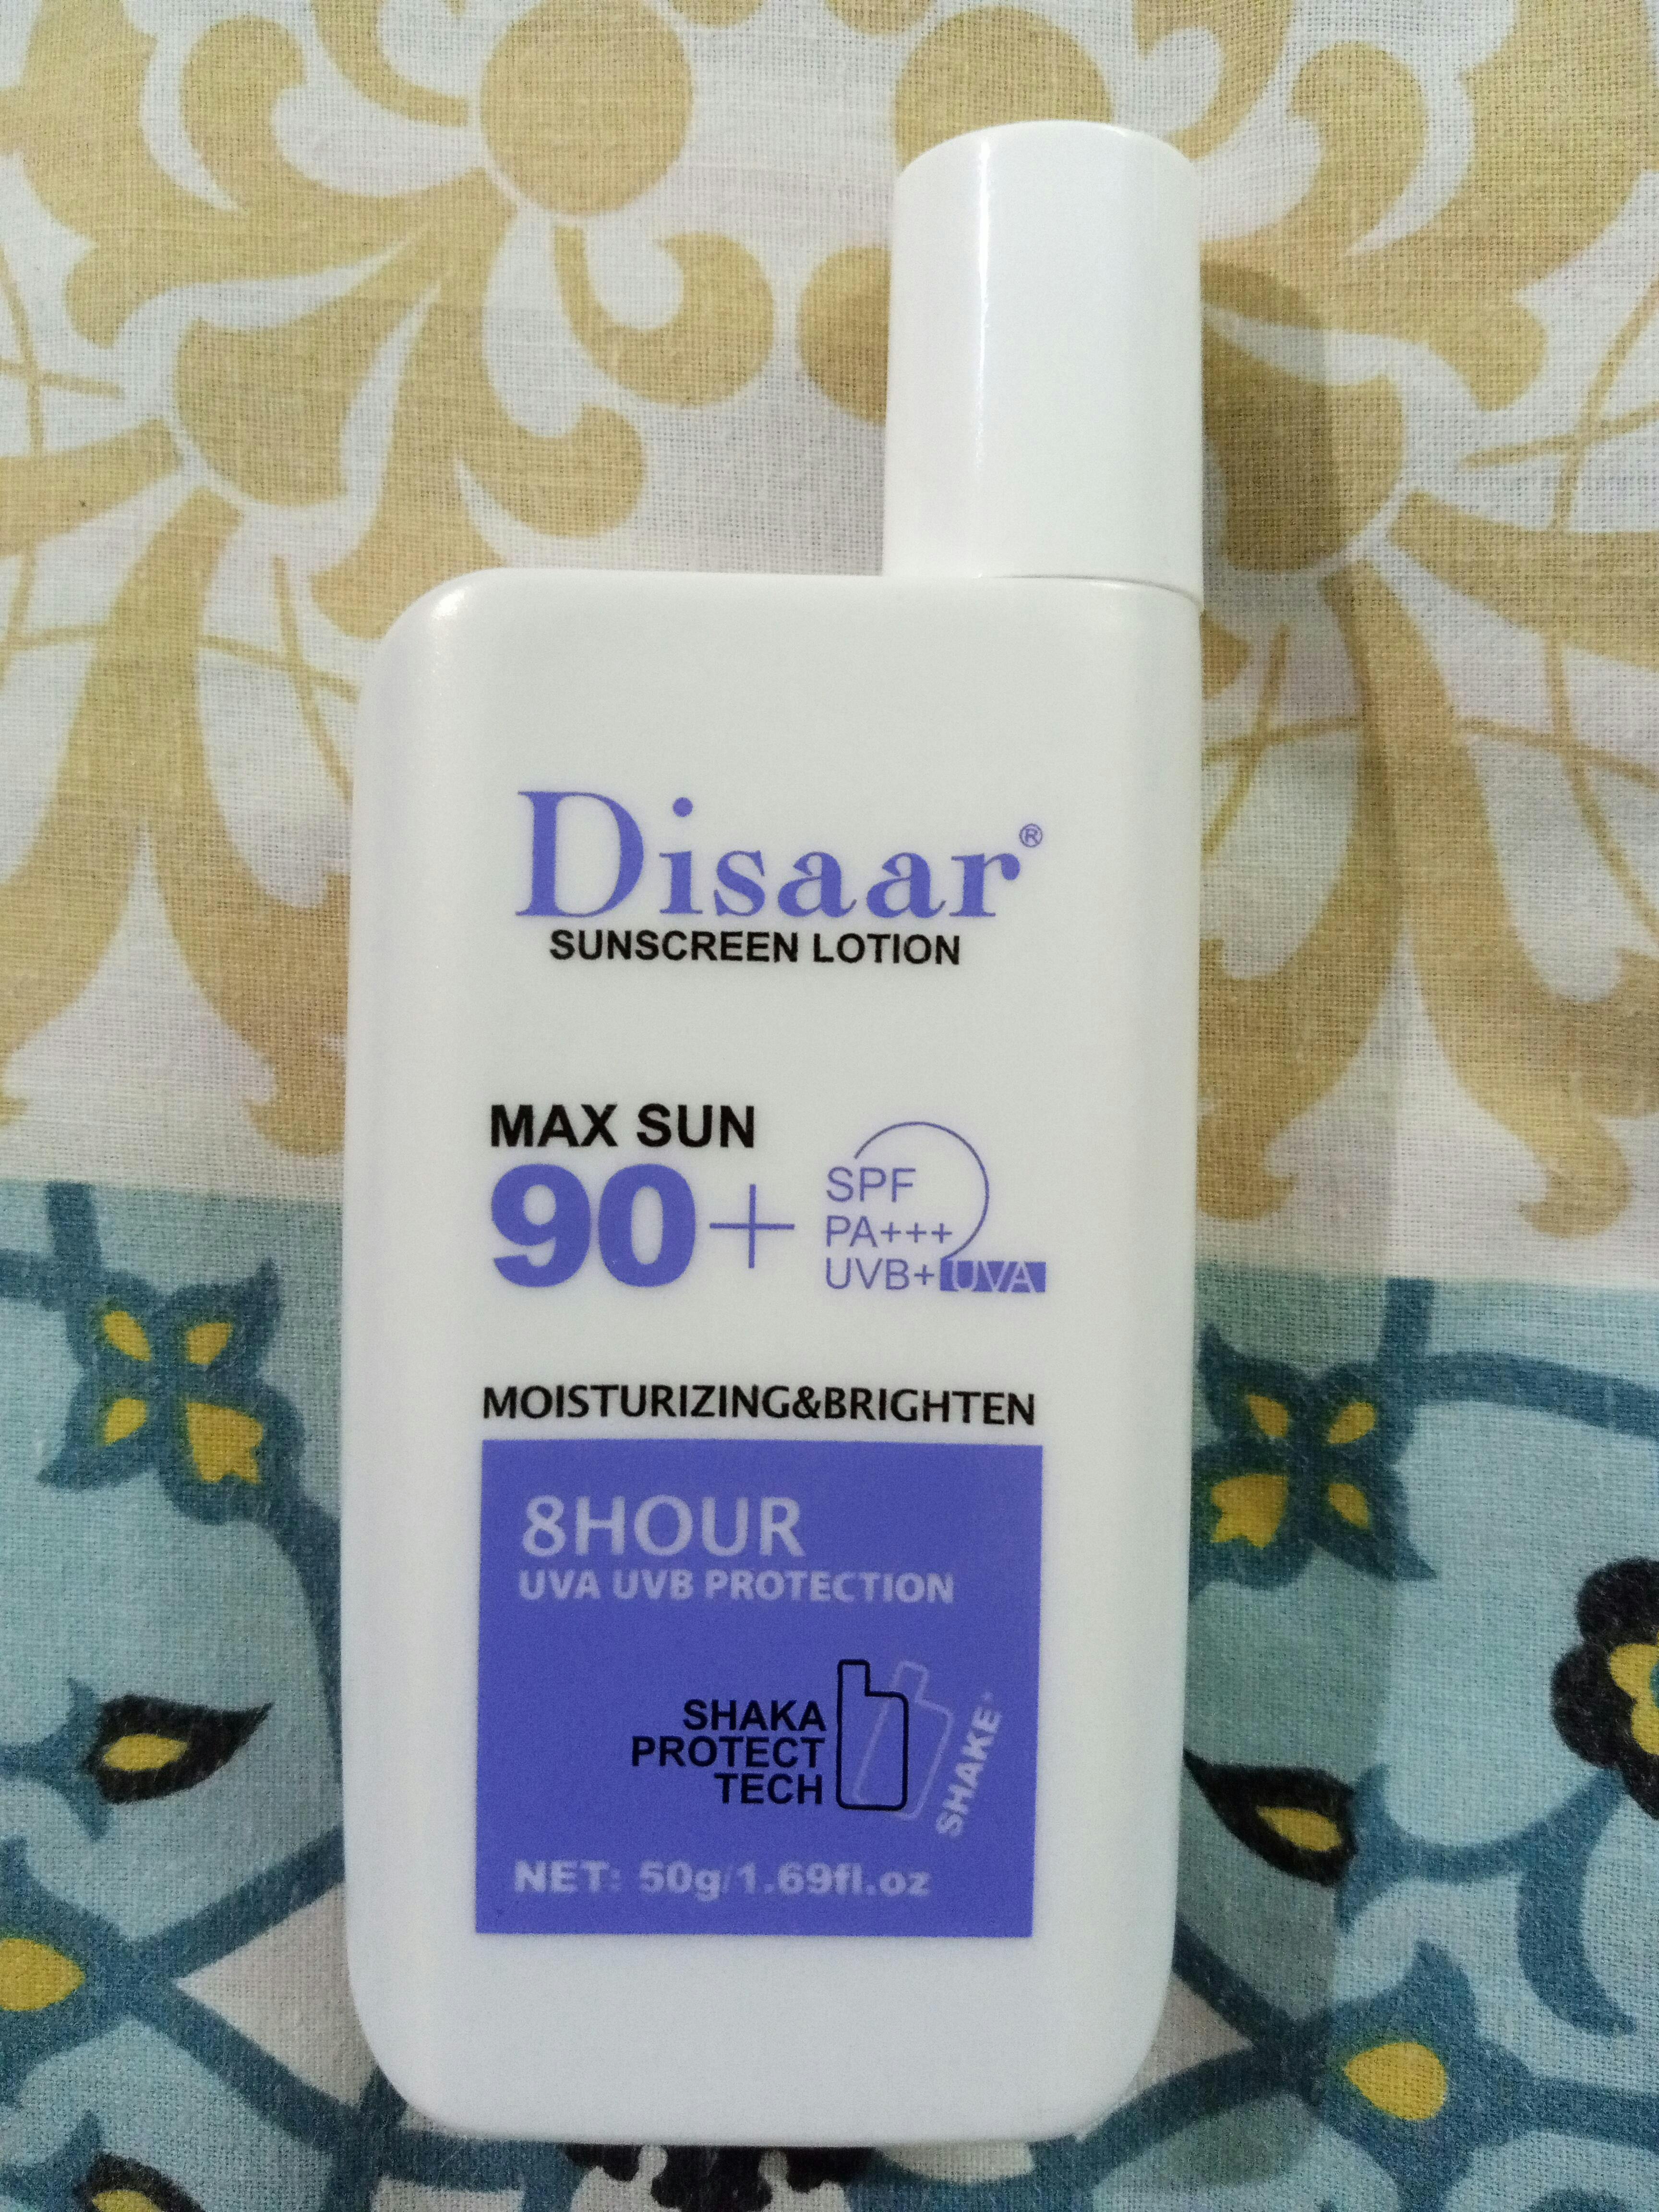 Disaar®
SUNSCREEN LOTION
MAX SUN
90+
SPF
PA+++
UVB+UVA
MOISTURIZING&BRIGHTEN
8HOUR
UVA UVB PROTECTION
SHAKA
PROTECT
TECH
SHAKE
NET: 50g/1.69fl.oz